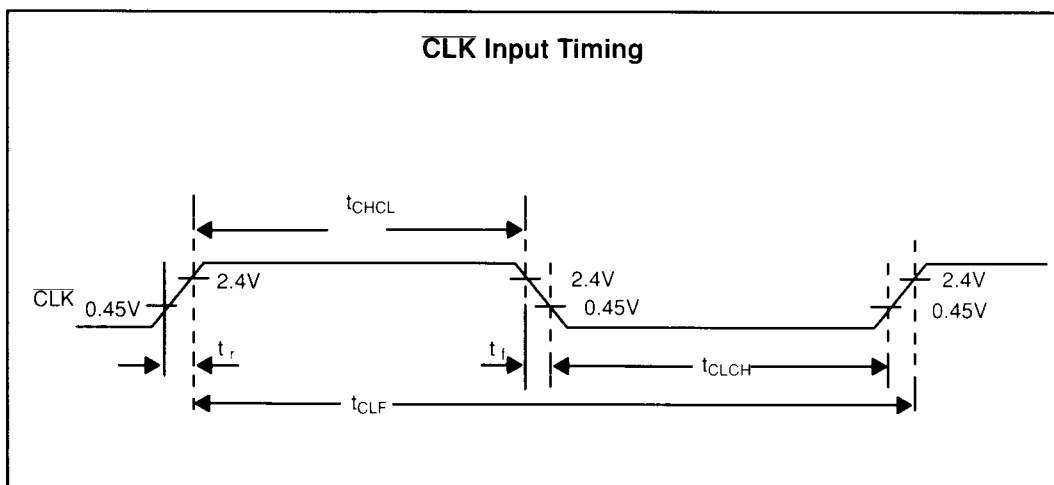 CLK Input Timing
tCHCL
CLK 0.45V 2.4V 2.4V 0.45V 2.4V 0.45V
tr tf tCLCH
tCLF